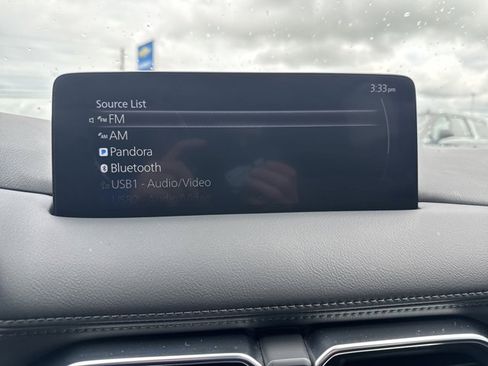 3:33pm
Source List
FM
AM
Pandora
Bluetooth
USB1 - Audio/Video